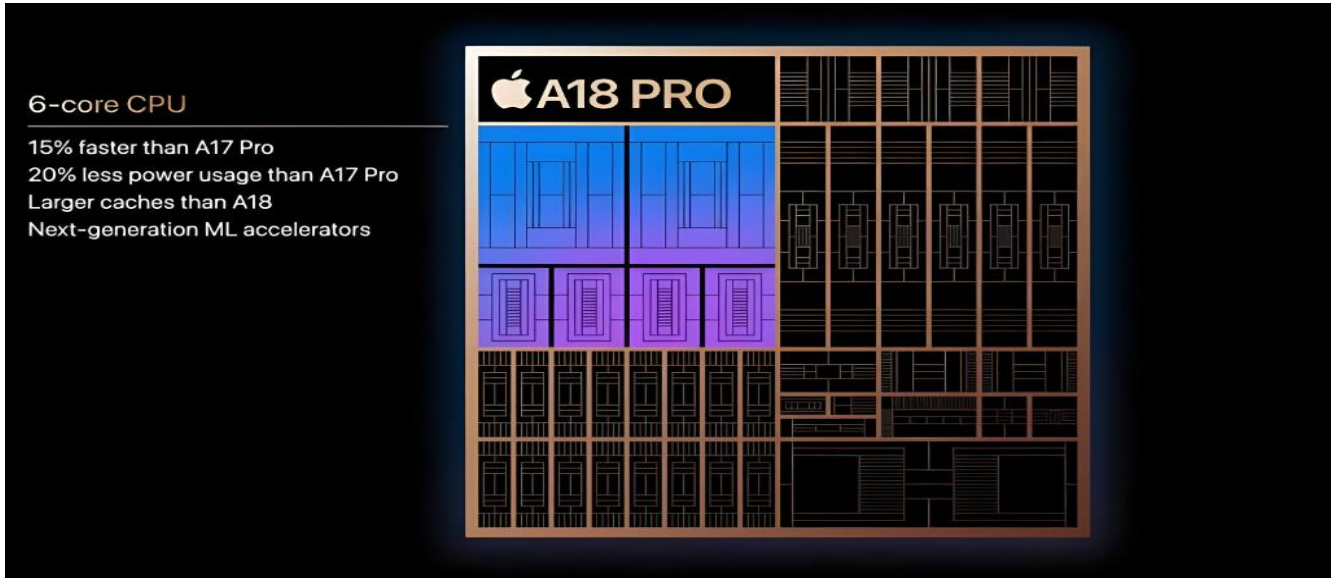 6-core CPU
15% faster than A17 Pro
20% less power usage than A17 Pro
Larger caches than A18
Next-generation ML accelerators
A18 PRO